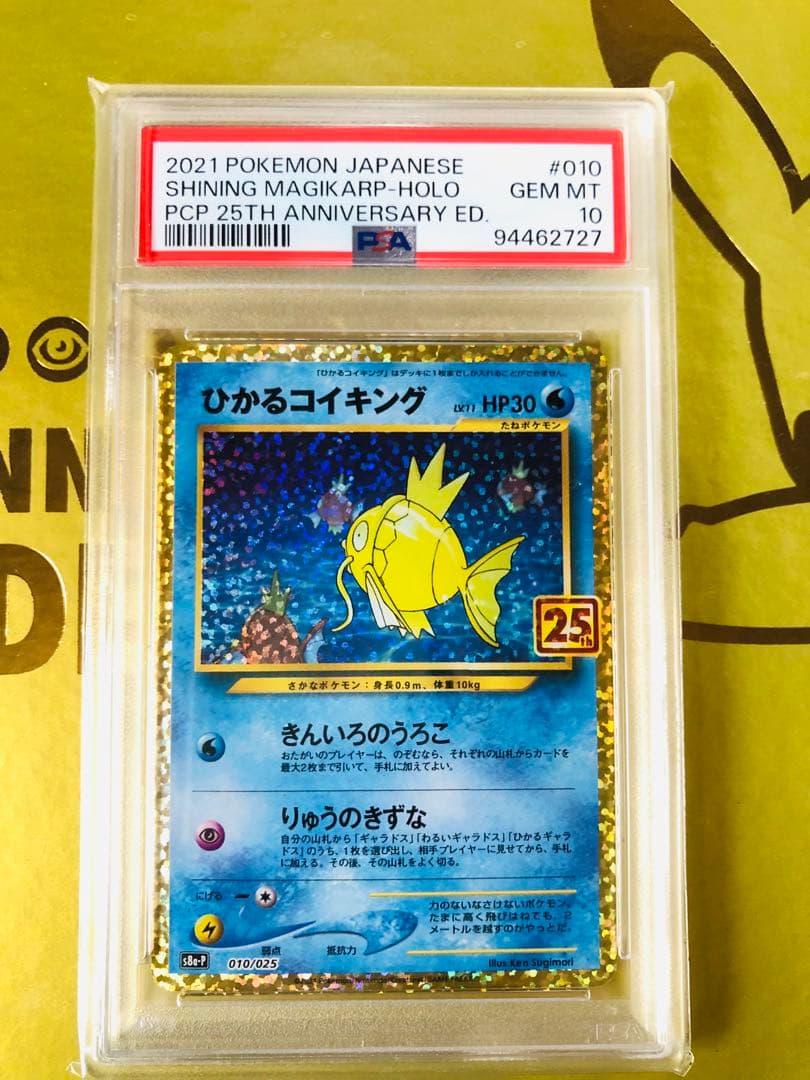 2021 POKEMON JAPANESE #010
SHINING MAGIKARP-HOLO GEM MT
PCP 25TH ANNIVERSARY ED. 10
PSA 94462727
「ひかるコイキング」はデッキに1枚までしか入れることができません。
ひかるコイキング LV.11 HP30
たねポケモン
25th
さかなポケモン：身長0.9m、体重10kg
きんいろのうろこ
おたがいのプレイヤーは、のぞむなら、それぞれの山札からカードを
最大2枚まで引いて、手札に加えてよい。
りゅうのきずな
自分の山札から「ギャラドス」「わるいギャラドス」「ひかるギャラ
ドス」のうち、1枚を選び出し、相手プレイヤーに見せてから、手札
に加える。その後、その山札をよく切る。
にげる
力のないなさけないポケモン。
たまに高く飛びはねても、2
メートルを越すのがやっとだ。
弱点 抵抗力
s8a-P 010/025 Illus. Ken Sugimori